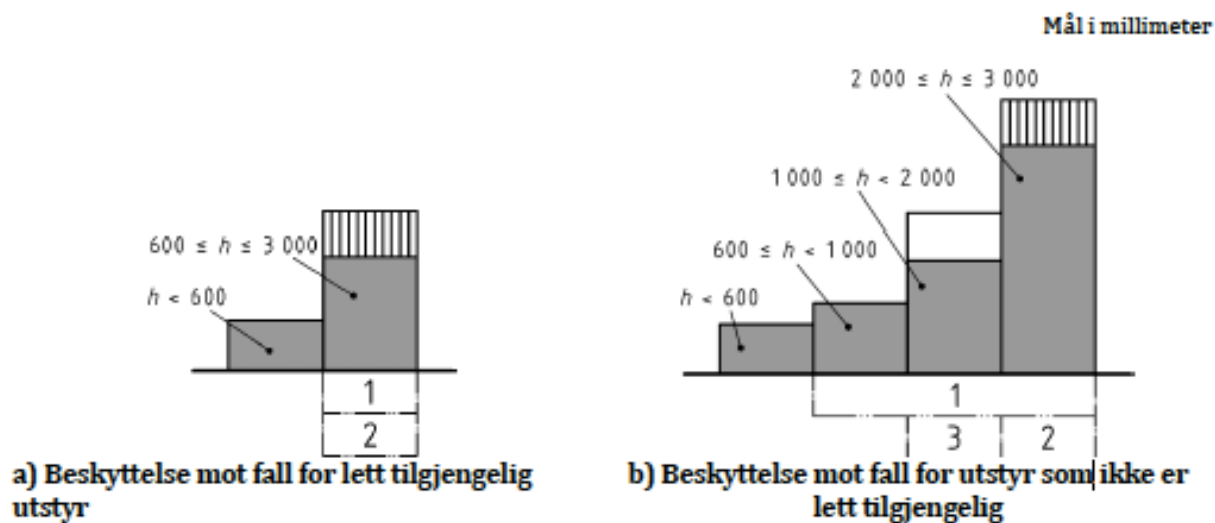 Mål i millimeter
2 000 ≤ h ≤ 3 000
1 000 ≤ h < 2 000
600 ≤ h ≤ 3 000
600 ≤ h < 1 000
h < 600
h < 600
1
2
1
3
2
a) Beskyttelse mot fall for lett tilgjengelig
utstyr
b) Beskyttelse mot fall for utstyr som ikke er
lett tilgjengelig